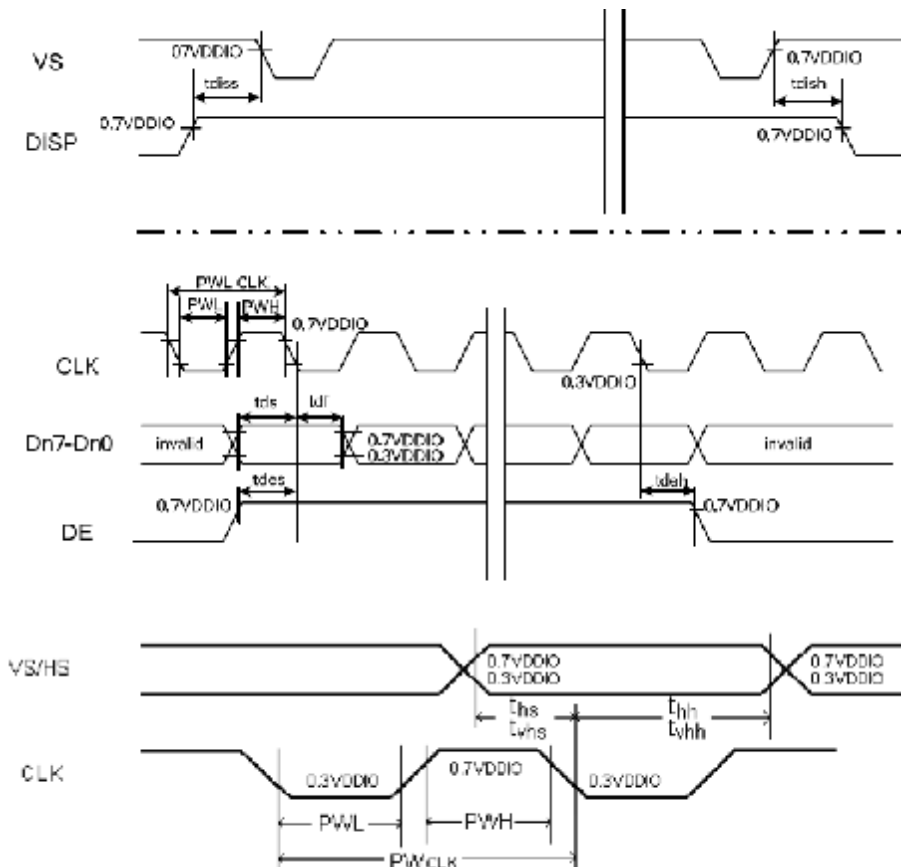 VS
07VDDIO
tdiss
0.7VDDIO
tdish
0.7VDDIO
DISP
0.7VDDIO
PWL CLK
PWL
PWH
0.7VDDIO
CLK
0.3VDDIO
tds
Dn7-Dn0
invalid
0.7VDDIO
0.3VDDIO
invalid
tdes
0.7VDDIO
DE
tdeh
0.7VDDIO
VS/HS
0.7VDDIO
0.3VDDIO
0.7VDDIO
0.3VDDIO
ths
tvhs
thh
tvhh
CLK
0.3VDDIO
0.7VDDIO
0.3VDDIO
PWL
PWH
PWCLK